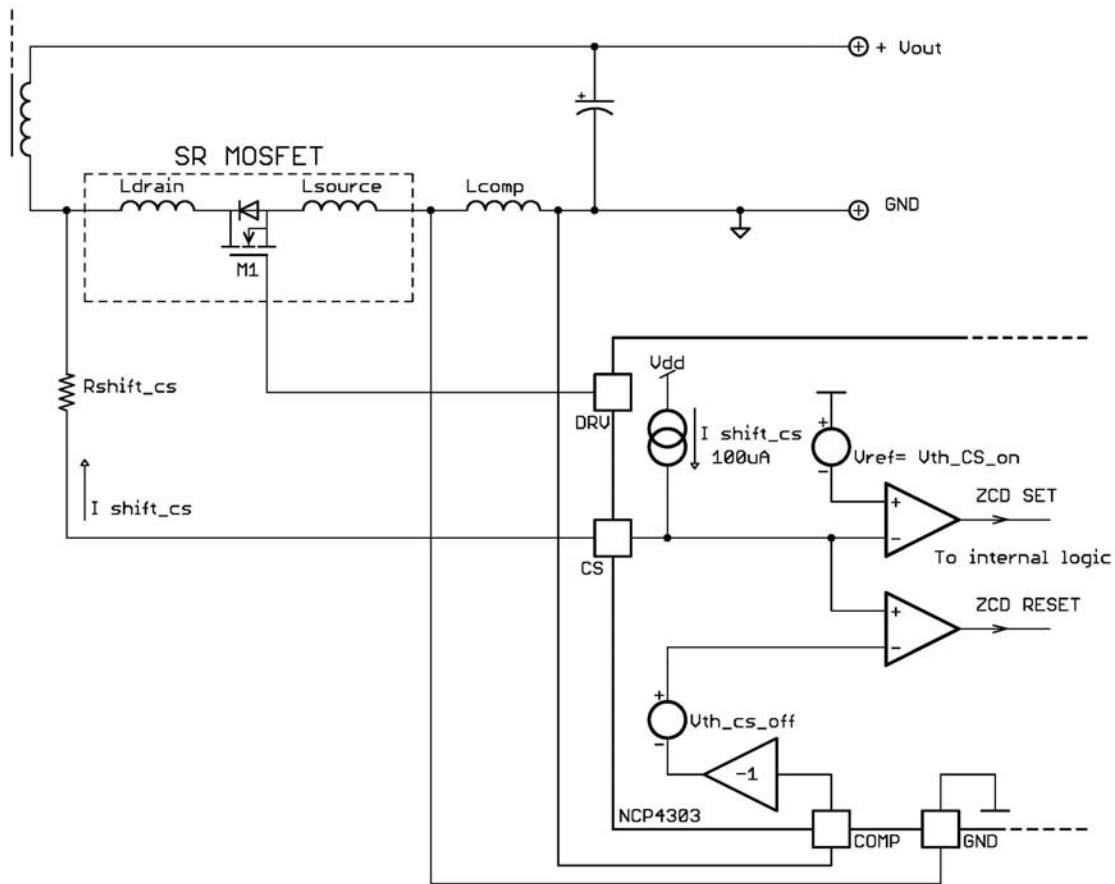 + Vout
+
SR MOSFET
Ldrain
Lsource
Lcomp
GND
M1
Rshift_cs
Vdd
DRV
I shift_cs
100uA
+
Vref= Vth_CS_on
-
I shift_cs
+
-
ZCD SET
CS
To internal logic
ZCD RESET
+
-
+
Vth_cs_off
-
-1
NCP4303
COMP
GND